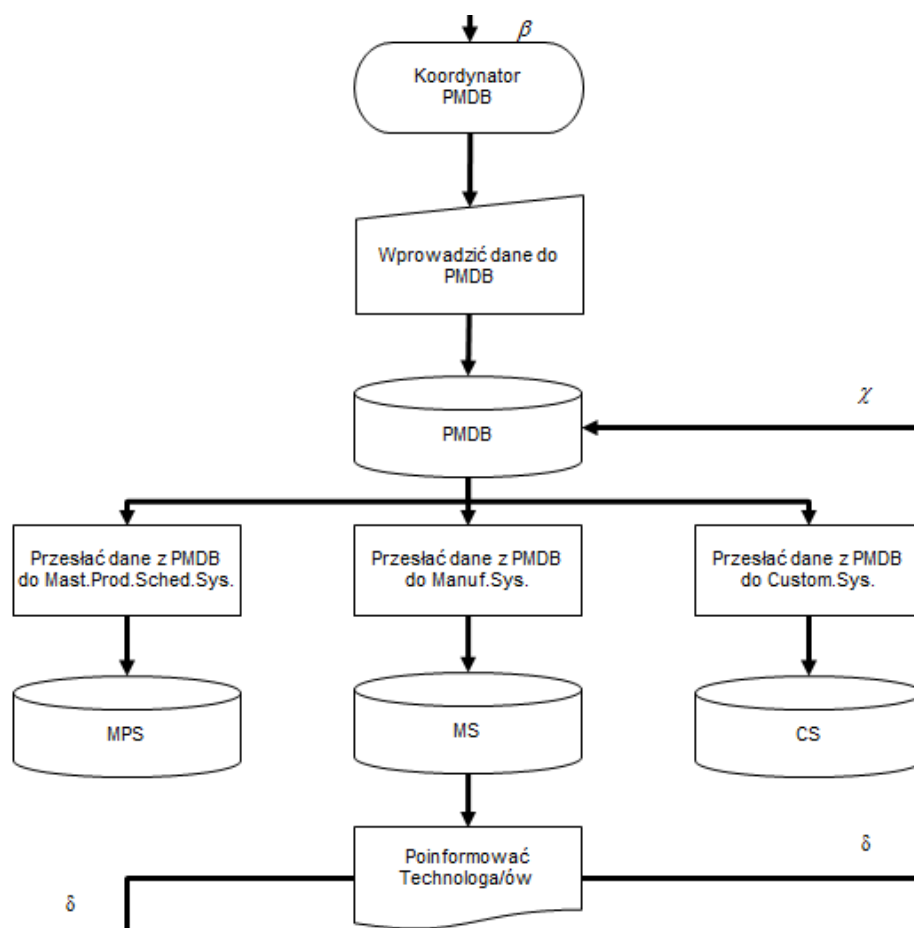 β
Koordynator
PMDB
Wprowadzić dane do
PMDB
χ
PMDB
Przesłać dane z PMDB
do Mast.Prod.Sched.Sys.
Przesłać dane z PMDB
do Manuf.Sys.
Przesłać dane z PMDB
do Custom.Sys.
MPS
MS
CS
Poinformować
Technologa/ów
δ
δ